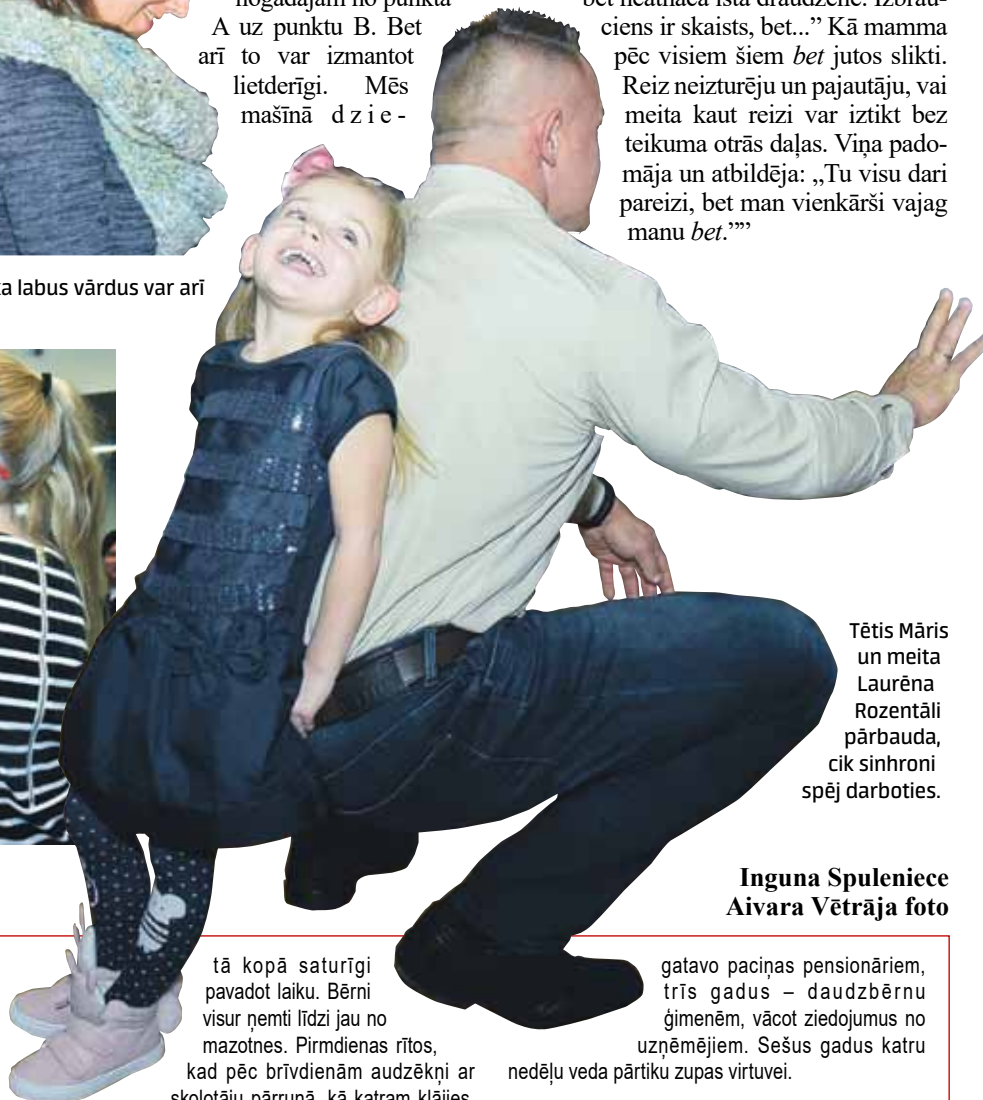 nogādājam no punkta
A uz punktu B. Bet
arī to var izmantot
lietderīgi. Mēs
mašīnā dzie-
bet neatnāca īstā draudzene. Izbrau-
ciens ir skaists, bet...” Kā mamma
pēc visiem šiem bet jutos slikti.
Reiz neizturēju un pajautāju, vai
meita kaut reizi var iztikt bez
teikuma otrās daļas. Viņa pado-
māja un atbildēja: „Tu visu dari
pareizi, bet man vienkārši vajag
manu bet.””
labus vārdus var arī
Tētis Māris
un meita
Laurēna
Rozentāli
pārbauda,
cik sinhroni
spēj darboties.
Inguna Spuleniece
Aivara Vētrāja foto
tā kopā saturīgi
pavadot laiku. Bērni
visur ņemti līdzi jau no
mazotnes. Pirmdienas rītos,
kad pēc brīvdienām audzēkņi ar
skolotāju pārrunā, kā katram klājies,
gatavo paciņas pensionāriem,
trīs gadus – daudzbērnu
ģimenēm, vācot ziedojumus no
uzņēmējiem. Sešus gadus katru
nedēļu veda pārtiku zupas virtuvei.